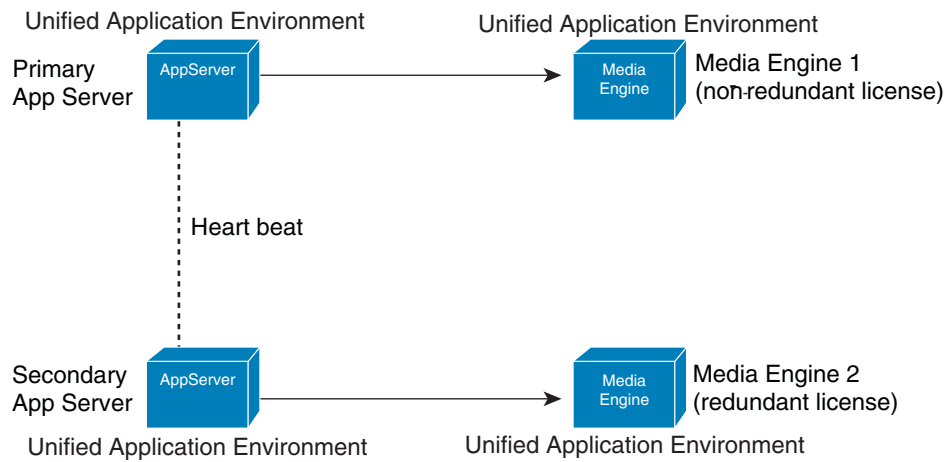 Unified Application Environment
Unified Application Environment
Primary
App Server
AppServer
Media
Engine
Media Engine 1
(non-redundant license)
Heart beat
Secondary
App Server
AppServer
Media
Engine
Media Engine 2
(redundant license)
Unified Application Environment
Unified Application Environment